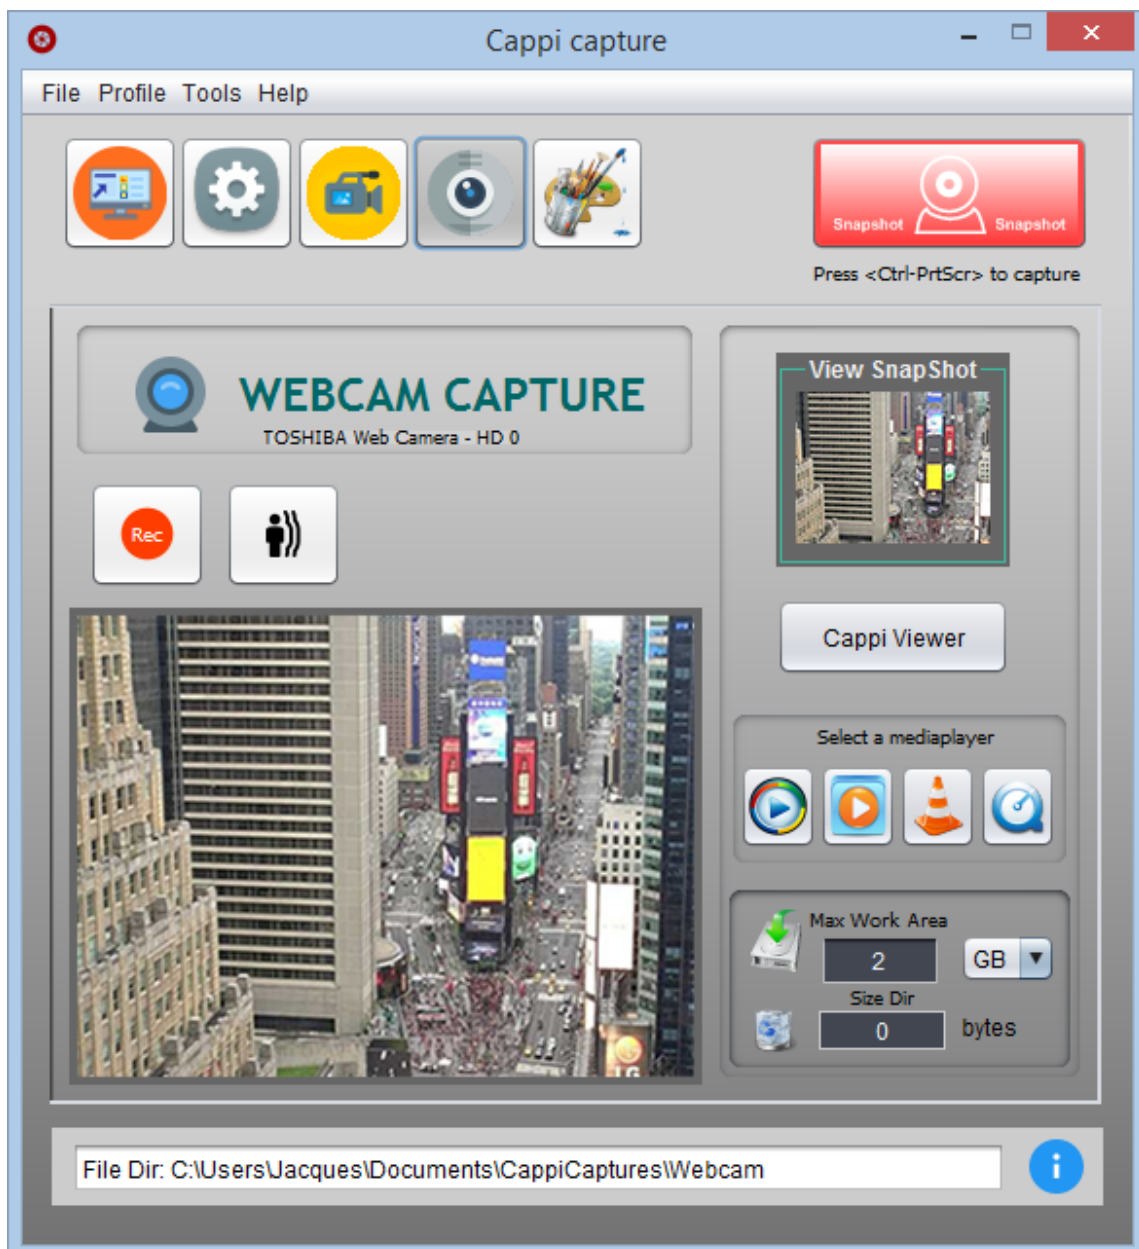 Cappi capture
File Profile Tools Help
Snapshot Snapshot
Press <Ctrl-PrtScr> to capture
WEBCAM CAPTURE
TOSHIBA Web Camera - HD 0
View SnapShot
Rec
Cappi Viewer
Select a mediaplayer
Max Work Area
2 GB
Size Dir
0 bytes
LG
File Dir: C:\Users\Jacques\Documents\CappiCaptures\Webcam